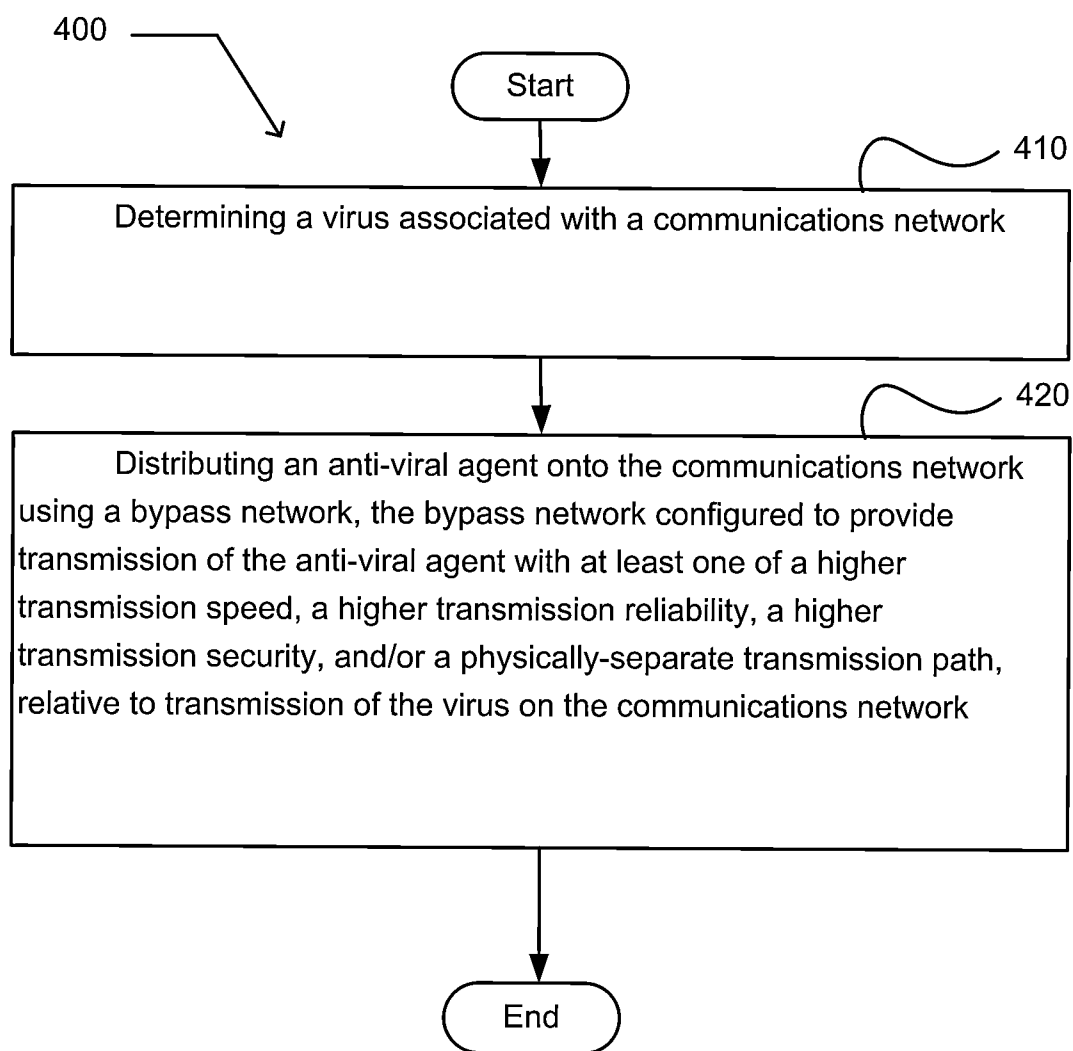 400
Start
410
Determining a virus associated with a communications network
420
Distributing an anti-viral agent onto the communications network
using a bypass network, the bypass network configured to provide
transmission of the anti-viral agent with at least one of a higher
transmission speed, a higher transmission reliability, a higher
transmission security, and/or a physically-separate transmission path,
relative to transmission of the virus on the communications network
End